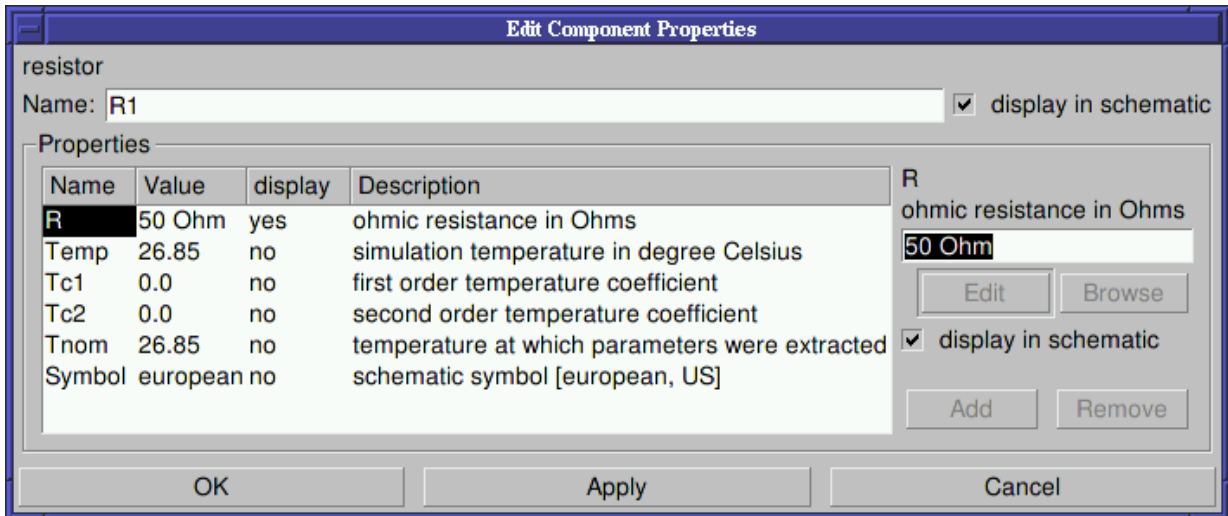 Edit Component Properties
resistor
Name: R1 display in schematic
Properties
Name Value display Description
R 50 Ohm yes ohmic resistance in Ohms
Temp 26.85 no simulation temperature in degree Celsius
Tc1 0.0 no first order temperature coefficient
Tc2 0.0 no second order temperature coefficient
Tnom 26.85 no temperature at which parameters were extracted
Symbol european no schematic symbol [european, US]
R
ohmic resistance in Ohms
50 Ohm
Edit Browse
display in schematic
Add Remove
OK Apply Cancel